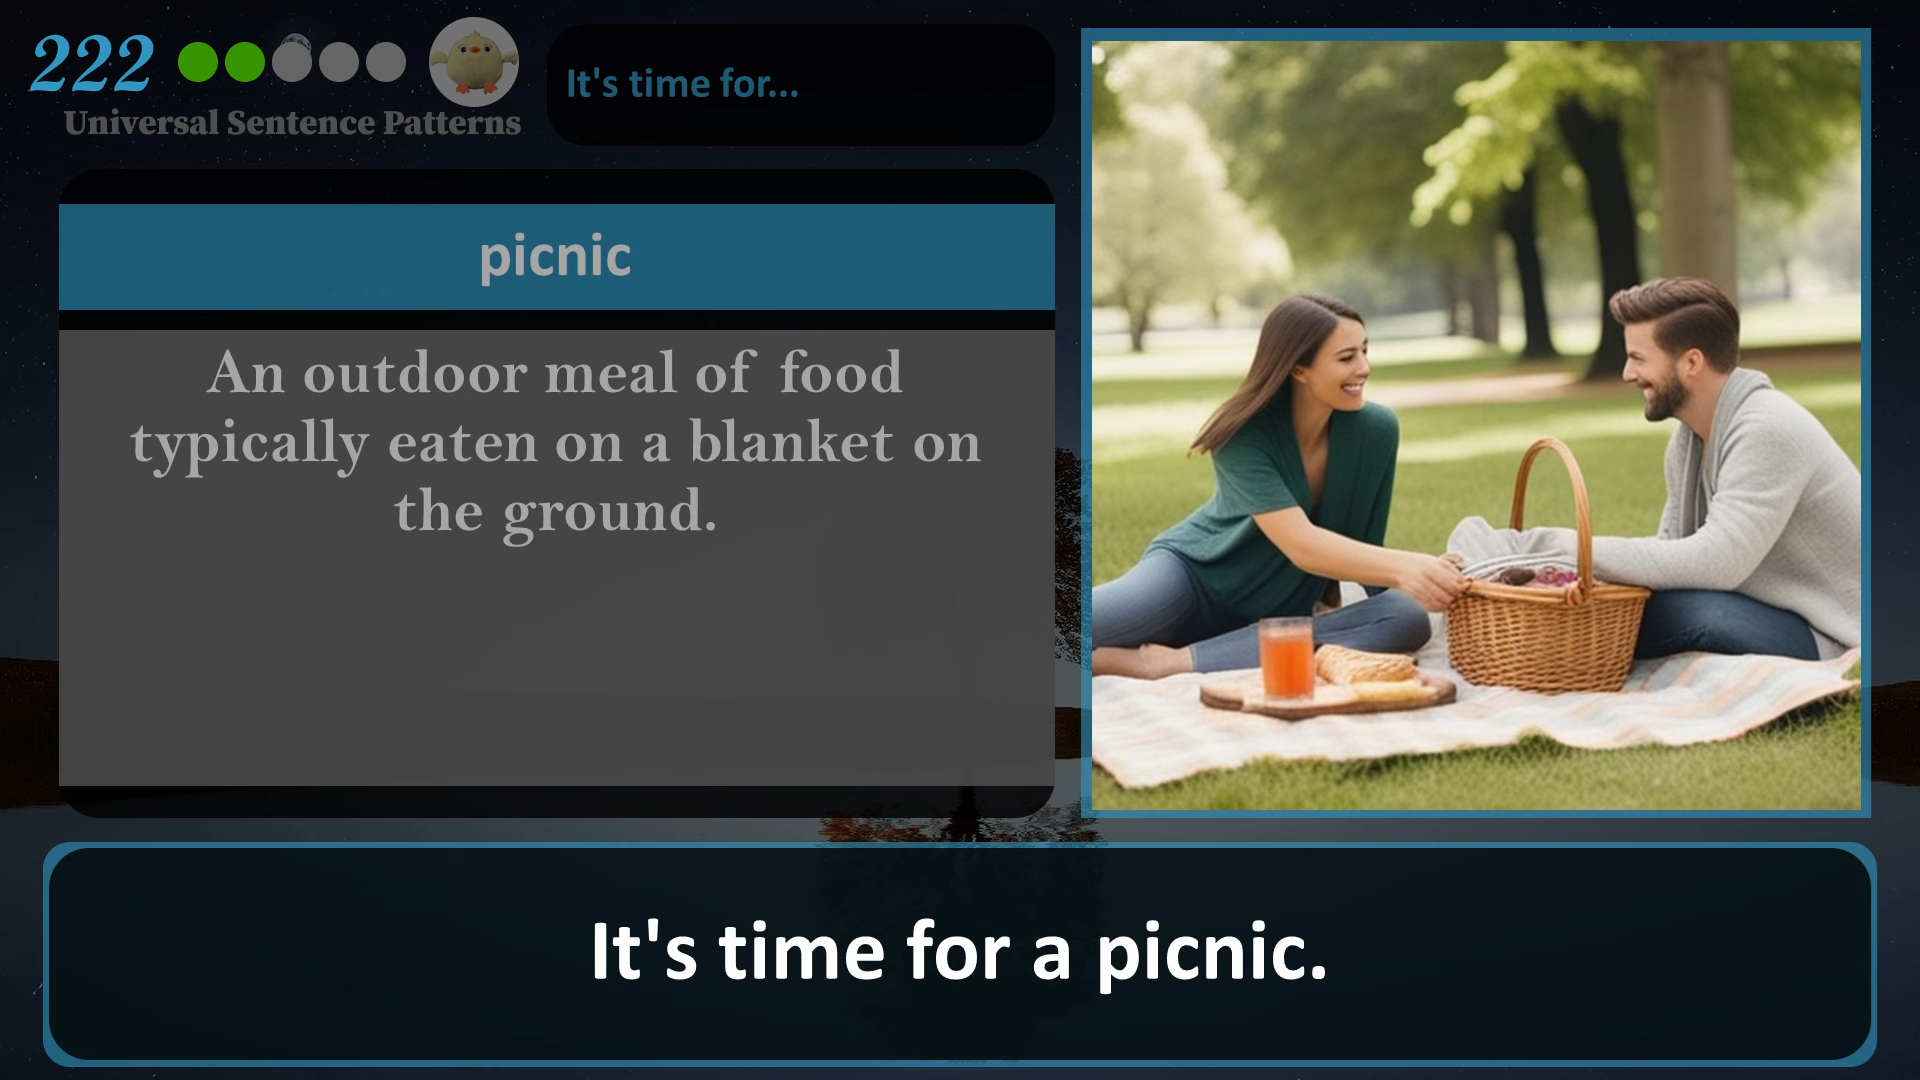 222
Universal Sentence Patterns
It's time for...
picnic
An outdoor meal of food
typically eaten on a blanket on
the ground.
It's time for a picnic.